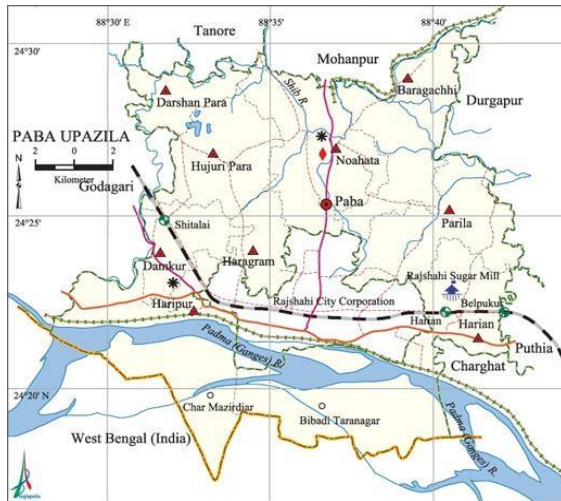 88°30' E
88°35'
88°40'
Tanore
24°30'
Mohanpur
Shib R.
Baragachhi
Darshan Para
Durgapur
PABA UPAZILA
2 0 2
Kilometer
N
Noahata
Hujuri Para
Godagari
Paba
24°25'
Shitalai
Parila
Damkur
Haragram
Rajshahi Sugar Mill
Haripur
Rajshahi City Corporation
Belpukur
Harian
Harian
Puthia
Padma (Ganges) R.
Charghat
24°20' N
Char Mazirdiar
Bibadi Taranagar
Padma (Ganges) R.
West Bengal (India)